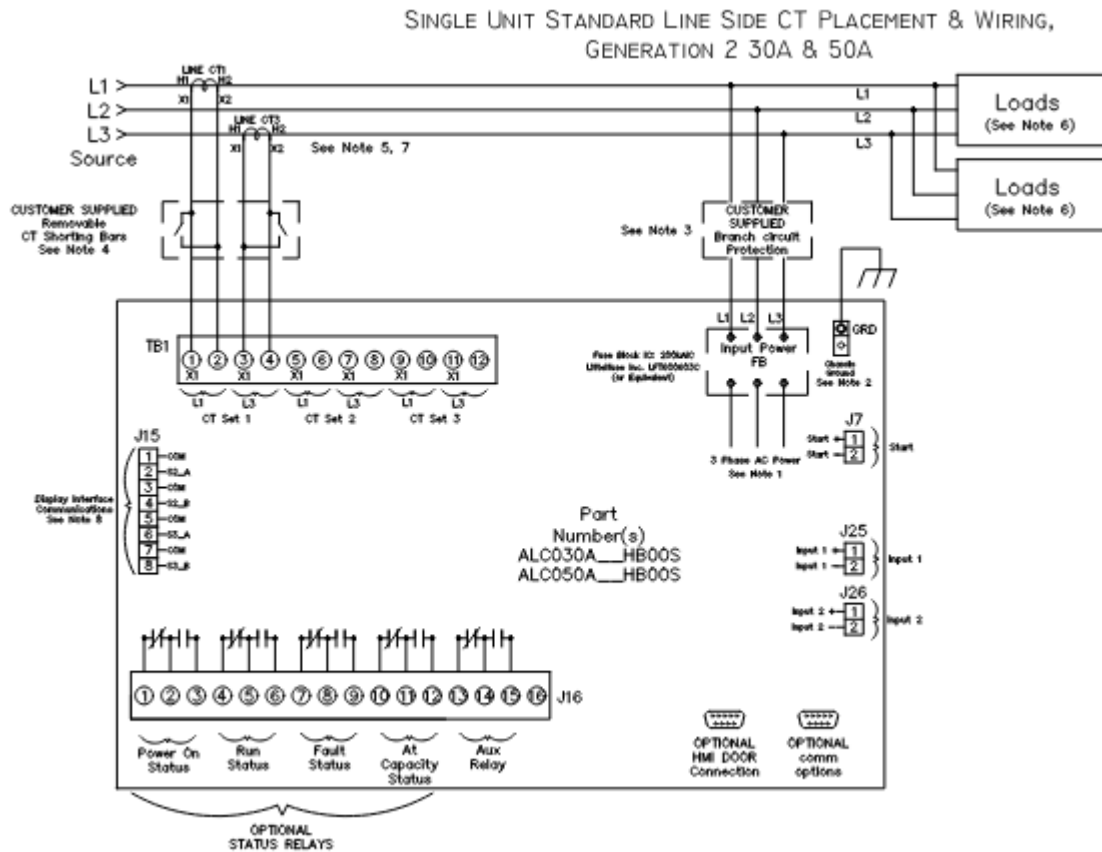 SINGLE UNIT STANDARD LINE SIDE CT PLACEMENT & WIRING,
GENERATION 2 30A & 50A
LINE CT1
H1 H2
L1 >
X1 X2
L2 >
LINE CT3
H1 H2
L3 >
X1 X2
See Note 5, 7
Source
L1
L2
L3
Loads
(See Note 6)
Loads
(See Note 6)
CUSTOMER SUPPLIED
Removable
CT Shorting Bars
See Note 4
See Note 3
CUSTOMER
SUPPLIED
Branch circuit
Protection
TB1
1 2 3 4 5 6 7 8 9 10 11 12
X1 X1 X1 X1 X1 X1
L1 L3 L1 L3 L1 L3
CT Set 1 CT Set 2 CT Set 3
L1 L2 L3
Input Power
FB
Fuse Block IC: 200kAIC
Littelfuse Inc.
(or Equivalent)
3 Phase AC Power
See Note 1
GRD
Chassis
Ground
See Note 2
J15
1 COM
2 S2_A
3 COM
4 S2_B
5 COM
6 S3_A
7 COM
8 S3_B
Display Interface
Communications
See Note 8
Part
Number(s)
ALC030A___HB00S
ALC050A___HB00S
J7
Start + 1
Start - 2
Start
J25
Input 1 + 1
Input 1 - 2
Input 1
J26
Input 2 + 1
Input 2 - 2
Input 2
1 2 3 4 5 6 7 8 9 10 11 12 13 14 15 16
J16
Power On
Status
Run
Status
Fault
Status
At
Capacity
Status
Aux
Relay
OPTIONAL
HMI DOOR
Connection
OPTIONAL
comm
options
OPTIONAL
STATUS RELAYS